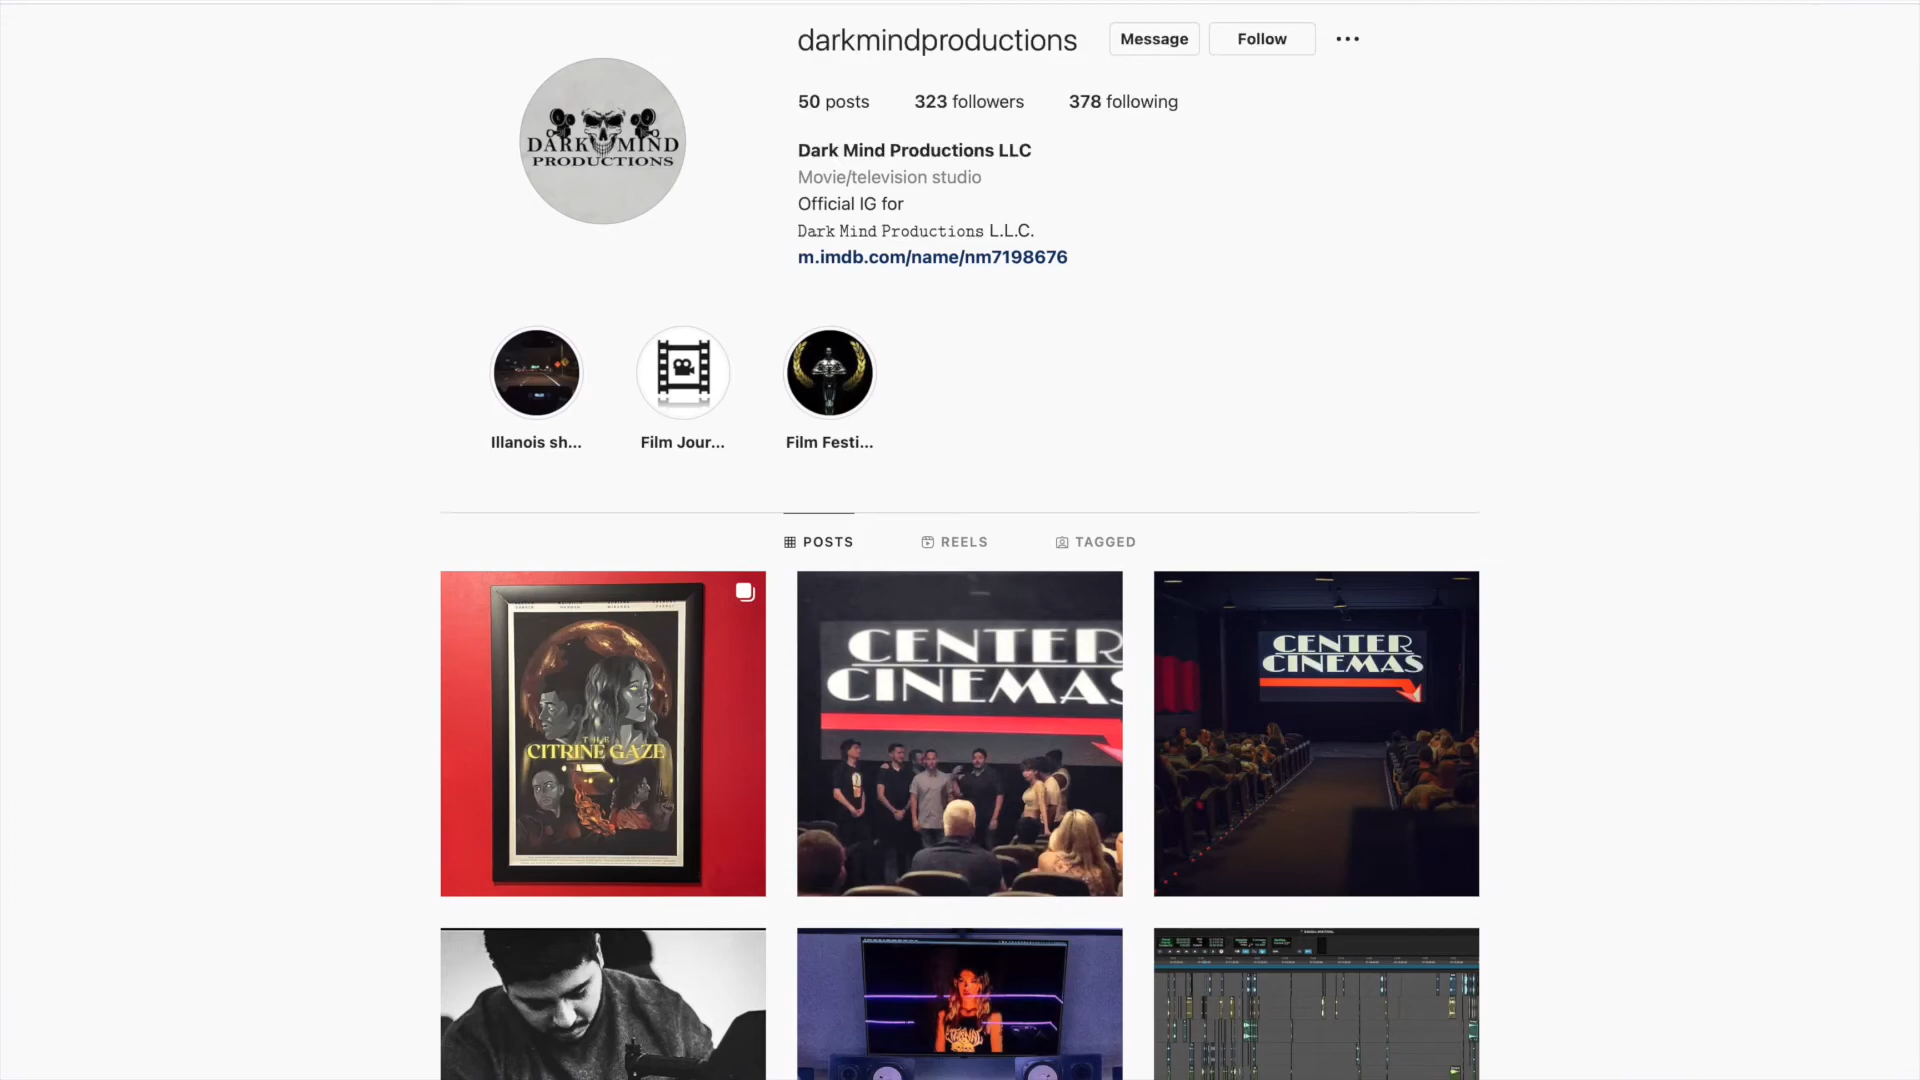 darkmindproductions
Message
Follow
50 posts
323 followers
378 following
DARK MIND
PRODUCTIONS
Dark Mind Productions LLC
Movie/television studio
Official IG for
Dark Mind Productions L.L.C.
m.imdb.com/name/nm7198676
Illanois sh...
Film Jour...
Film Festi...
POSTS
REELS
TAGGED
THE
CITRINE GAZE
CENTER
CINEMAS
CENTER
CINEMAS